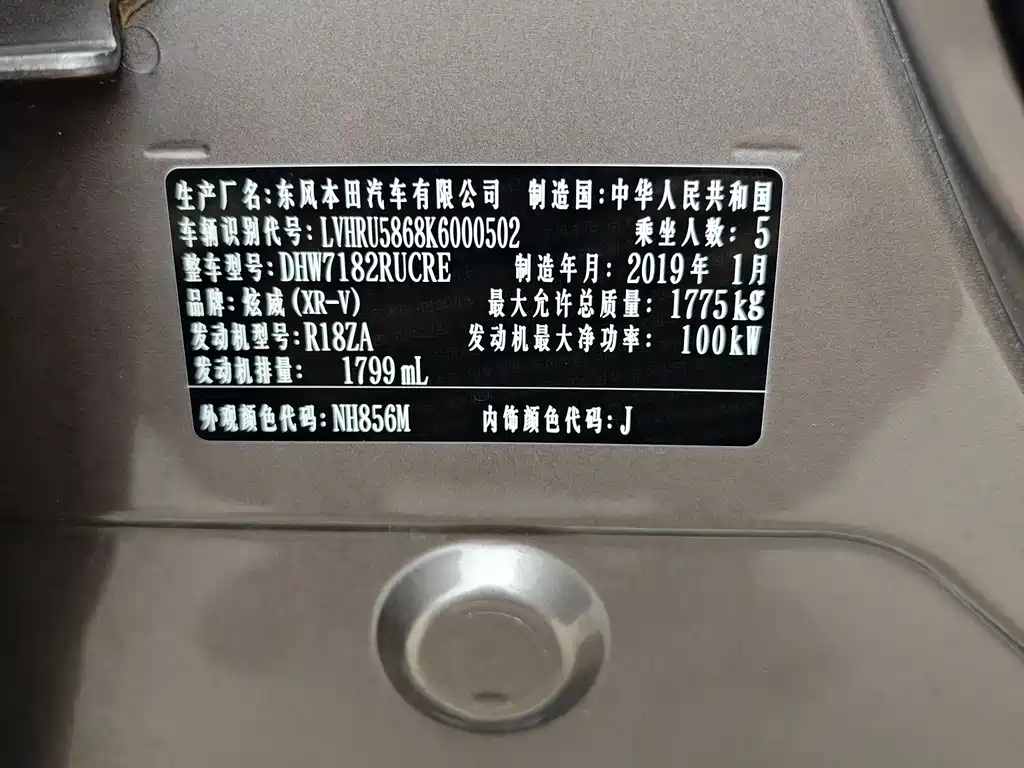 生产厂名:东风本田汽车有限公司 制造国:中华人民共和国
车辆识别代号:LVHRU5868K6000502 乘坐人数:5
整车型号:DHW7182RUCRE 制造年月:2019年1月
品牌:炫威(XR-V) 最大允许总质量:1775kg
发动机型号:R18ZA 发动机最大净功率:100kW
发动机排量:1799mL
外观颜色代码:NH856M 内饰颜色代码:J